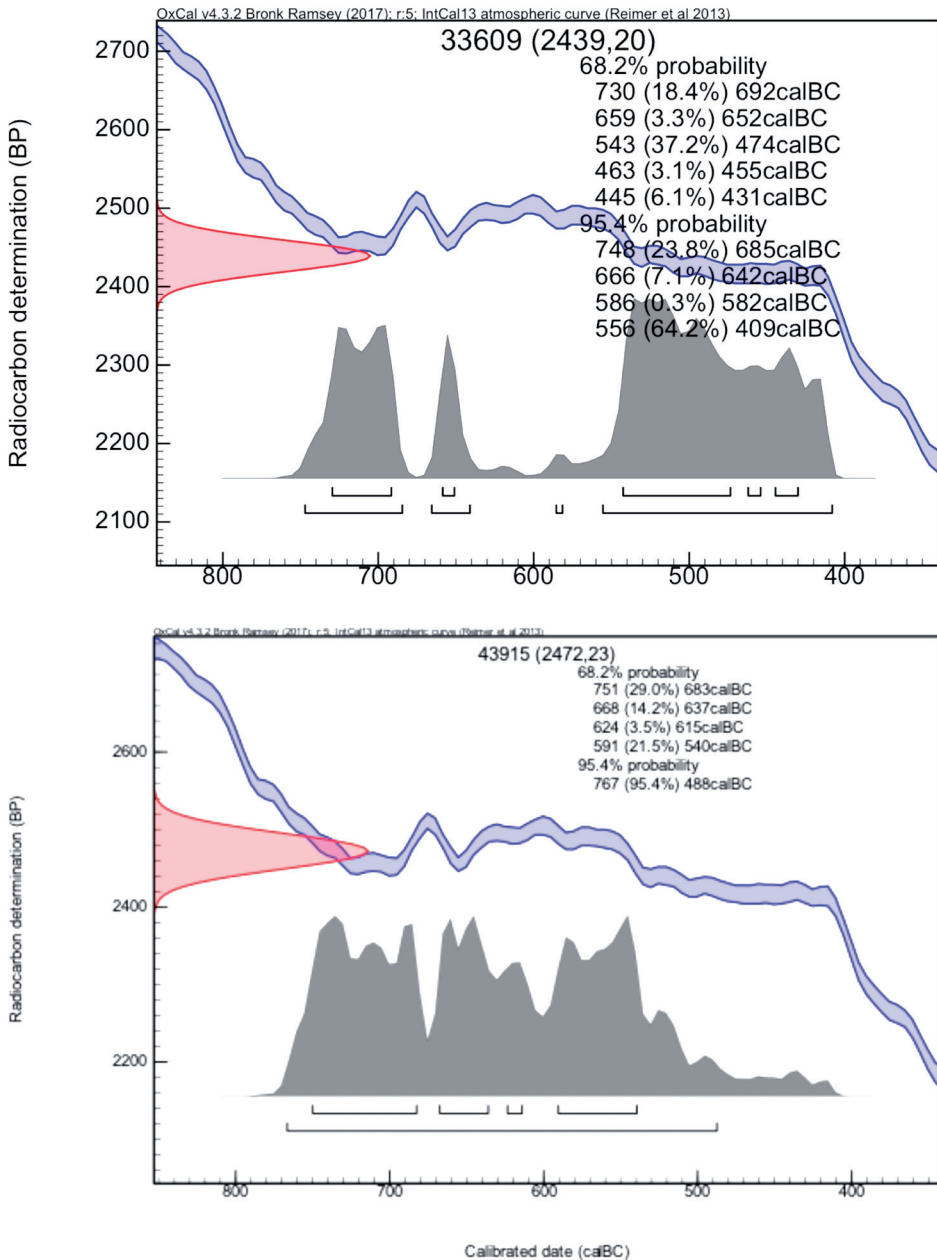 OxCal v4.3.2 Bronk Ramsey (2017); r:5; IntCal13 atmospheric curve (Reimer et al 2013)
33609 (2439,20)
68.2% probability
730 (18.4%) 692calBC
659 (3.3%) 652calBC
543 (37.2%) 474calBC
463 (3.1%) 455calBC
445 (6.1%) 431calBC
95.4% probability
748 (23.8%) 685calBC
666 (7.1%) 642calBC
586 (0.3%) 582calBC
556 (64.2%) 409calBC
Radiocarbon determination (BP)
2700
2600
2500
2400
2300
2200
2100
800 700 600 500 400
OxCal v4.3.2 Bronk Ramsey (2017); r:5; IntCal13 atmospheric curve (Reimer et al 2013)
43915 (2472,23)
68.2% probability
751 (29.0%) 683calBC
668 (14.2%) 637calBC
624 (3.5%) 615calBC
591 (21.5%) 540calBC
95.4% probability
767 (95.4%) 488calBC
Radiocarbon determination (BP)
2600
2400
2200
800 700 600 500 400
Calibrated date (calBC)